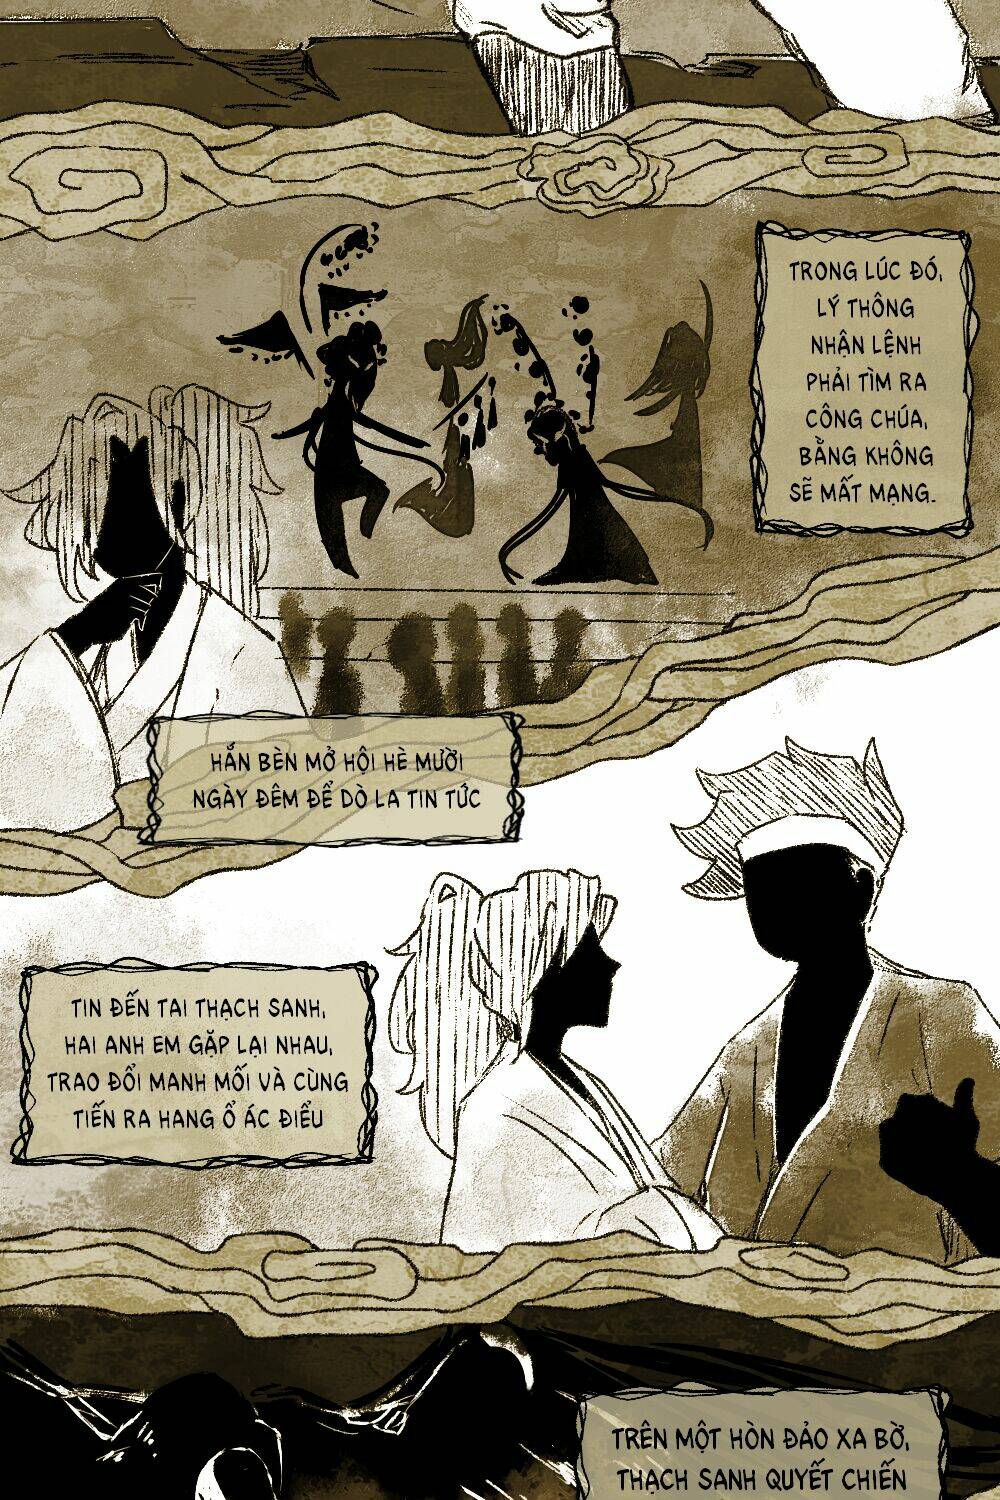 TRONG LÚC ĐÓ,
LÝ THÔNG
NHẬN LỆNH
PHẢI TÌM RA
CÔNG CHÚA,
BẰNG KHÔNG
SẼ MẤT MẠNG.
HẮN BÈN MỞ HỘI HÈ MƯỜI
NGÀY ĐÊM ĐỂ DÒ LA TIN TỨC
TIN ĐẾN TAI THẠCH SANH,
HAI ANH EM GẶP LẠI NHAU,
TRAO ĐỔI MANH MỐI VÀ CÙNG
TIẾN RA HANG Ổ ÁC ĐIỂU
TRÊN MỘT HÒN ĐẢO XA BỜ,
THẠCH SANH QUYẾT CHIẾN